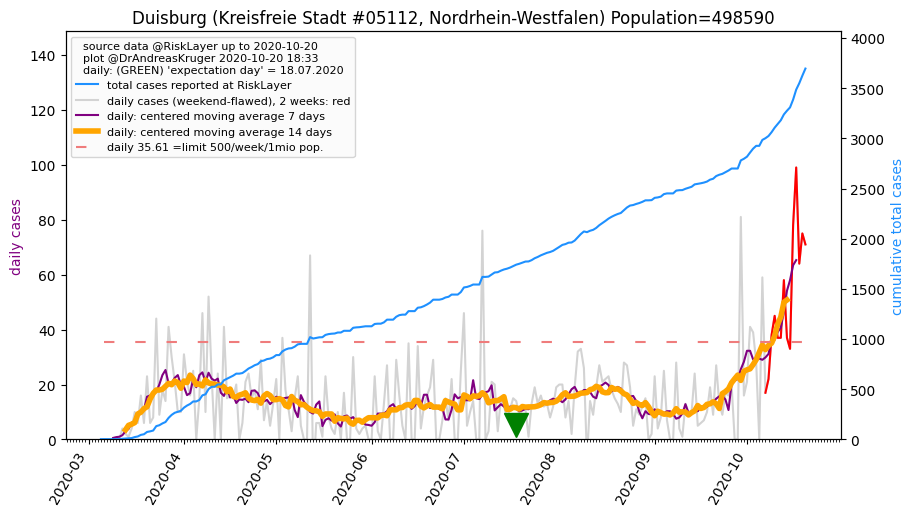 Duisburg (Kreisfreie Stadt #05112, Nordrhein-Westfalen) Population=498590
source data @RiskLayer up to 2020-10-20
plot @DrAndreasKruger 2020-10-20 18:33
daily: (GREEN) 'expectation day' = 18.07.2020
total cases reported at RiskLayer
daily cases (weekend-flawed), 2 weeks: red
daily: centered moving average 7 days
daily: centered moving average 14 days
daily 35.61 =limit 500/week/1mio pop.
daily cases
140
120
100
80
60
40
20
0
cumulative total cases
4000
3500
3000
2500
2000
1500
1000
500
0
2020-03
2020-04
2020-05
2020-06
2020-07
2020-08
2020-09
2020-10